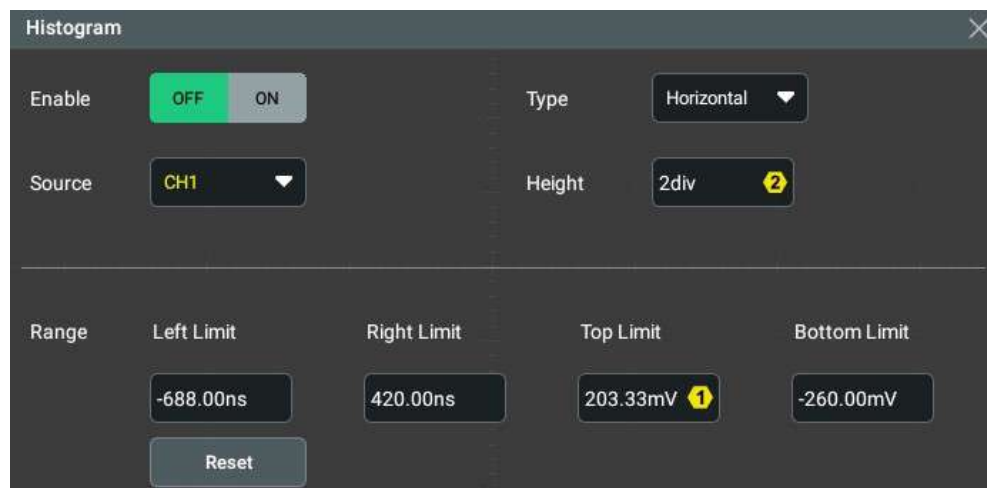 Histogram
Enable OFF ON Type Horizontal
Source CH1 Height 2div 2
Range Left Limit Right Limit Top Limit Bottom Limit
-688.00ns 420.00ns 203.33mV 1 -260.00mV
Reset